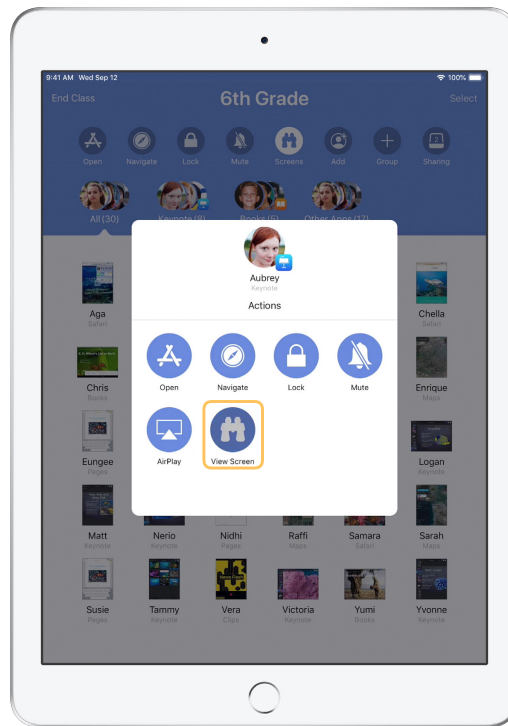 9:41 AM Wed Sep 12
100%
End Class
6th Grade
Select
Open Navigate Lock Mute Screens Add Group Sharing
2
All (30) Keynote (8) Books (5) Other Apps (17)
Aubrey
Keynote
Actions
Open Navigate Lock Mute
AirPlay View Screen
Aga Chella
Safari Safari
Chris Enrique
Books Maps
Eungee Logan
Pages Keynote
Matt Nerio Nidhi Raffi Samara Sarah
Keynote Keynote Pages Maps Safari Maps
Susie Tammy Vera Victoria Yumi Yvonne
Pages Keynote Clips Keynote Books Keynote